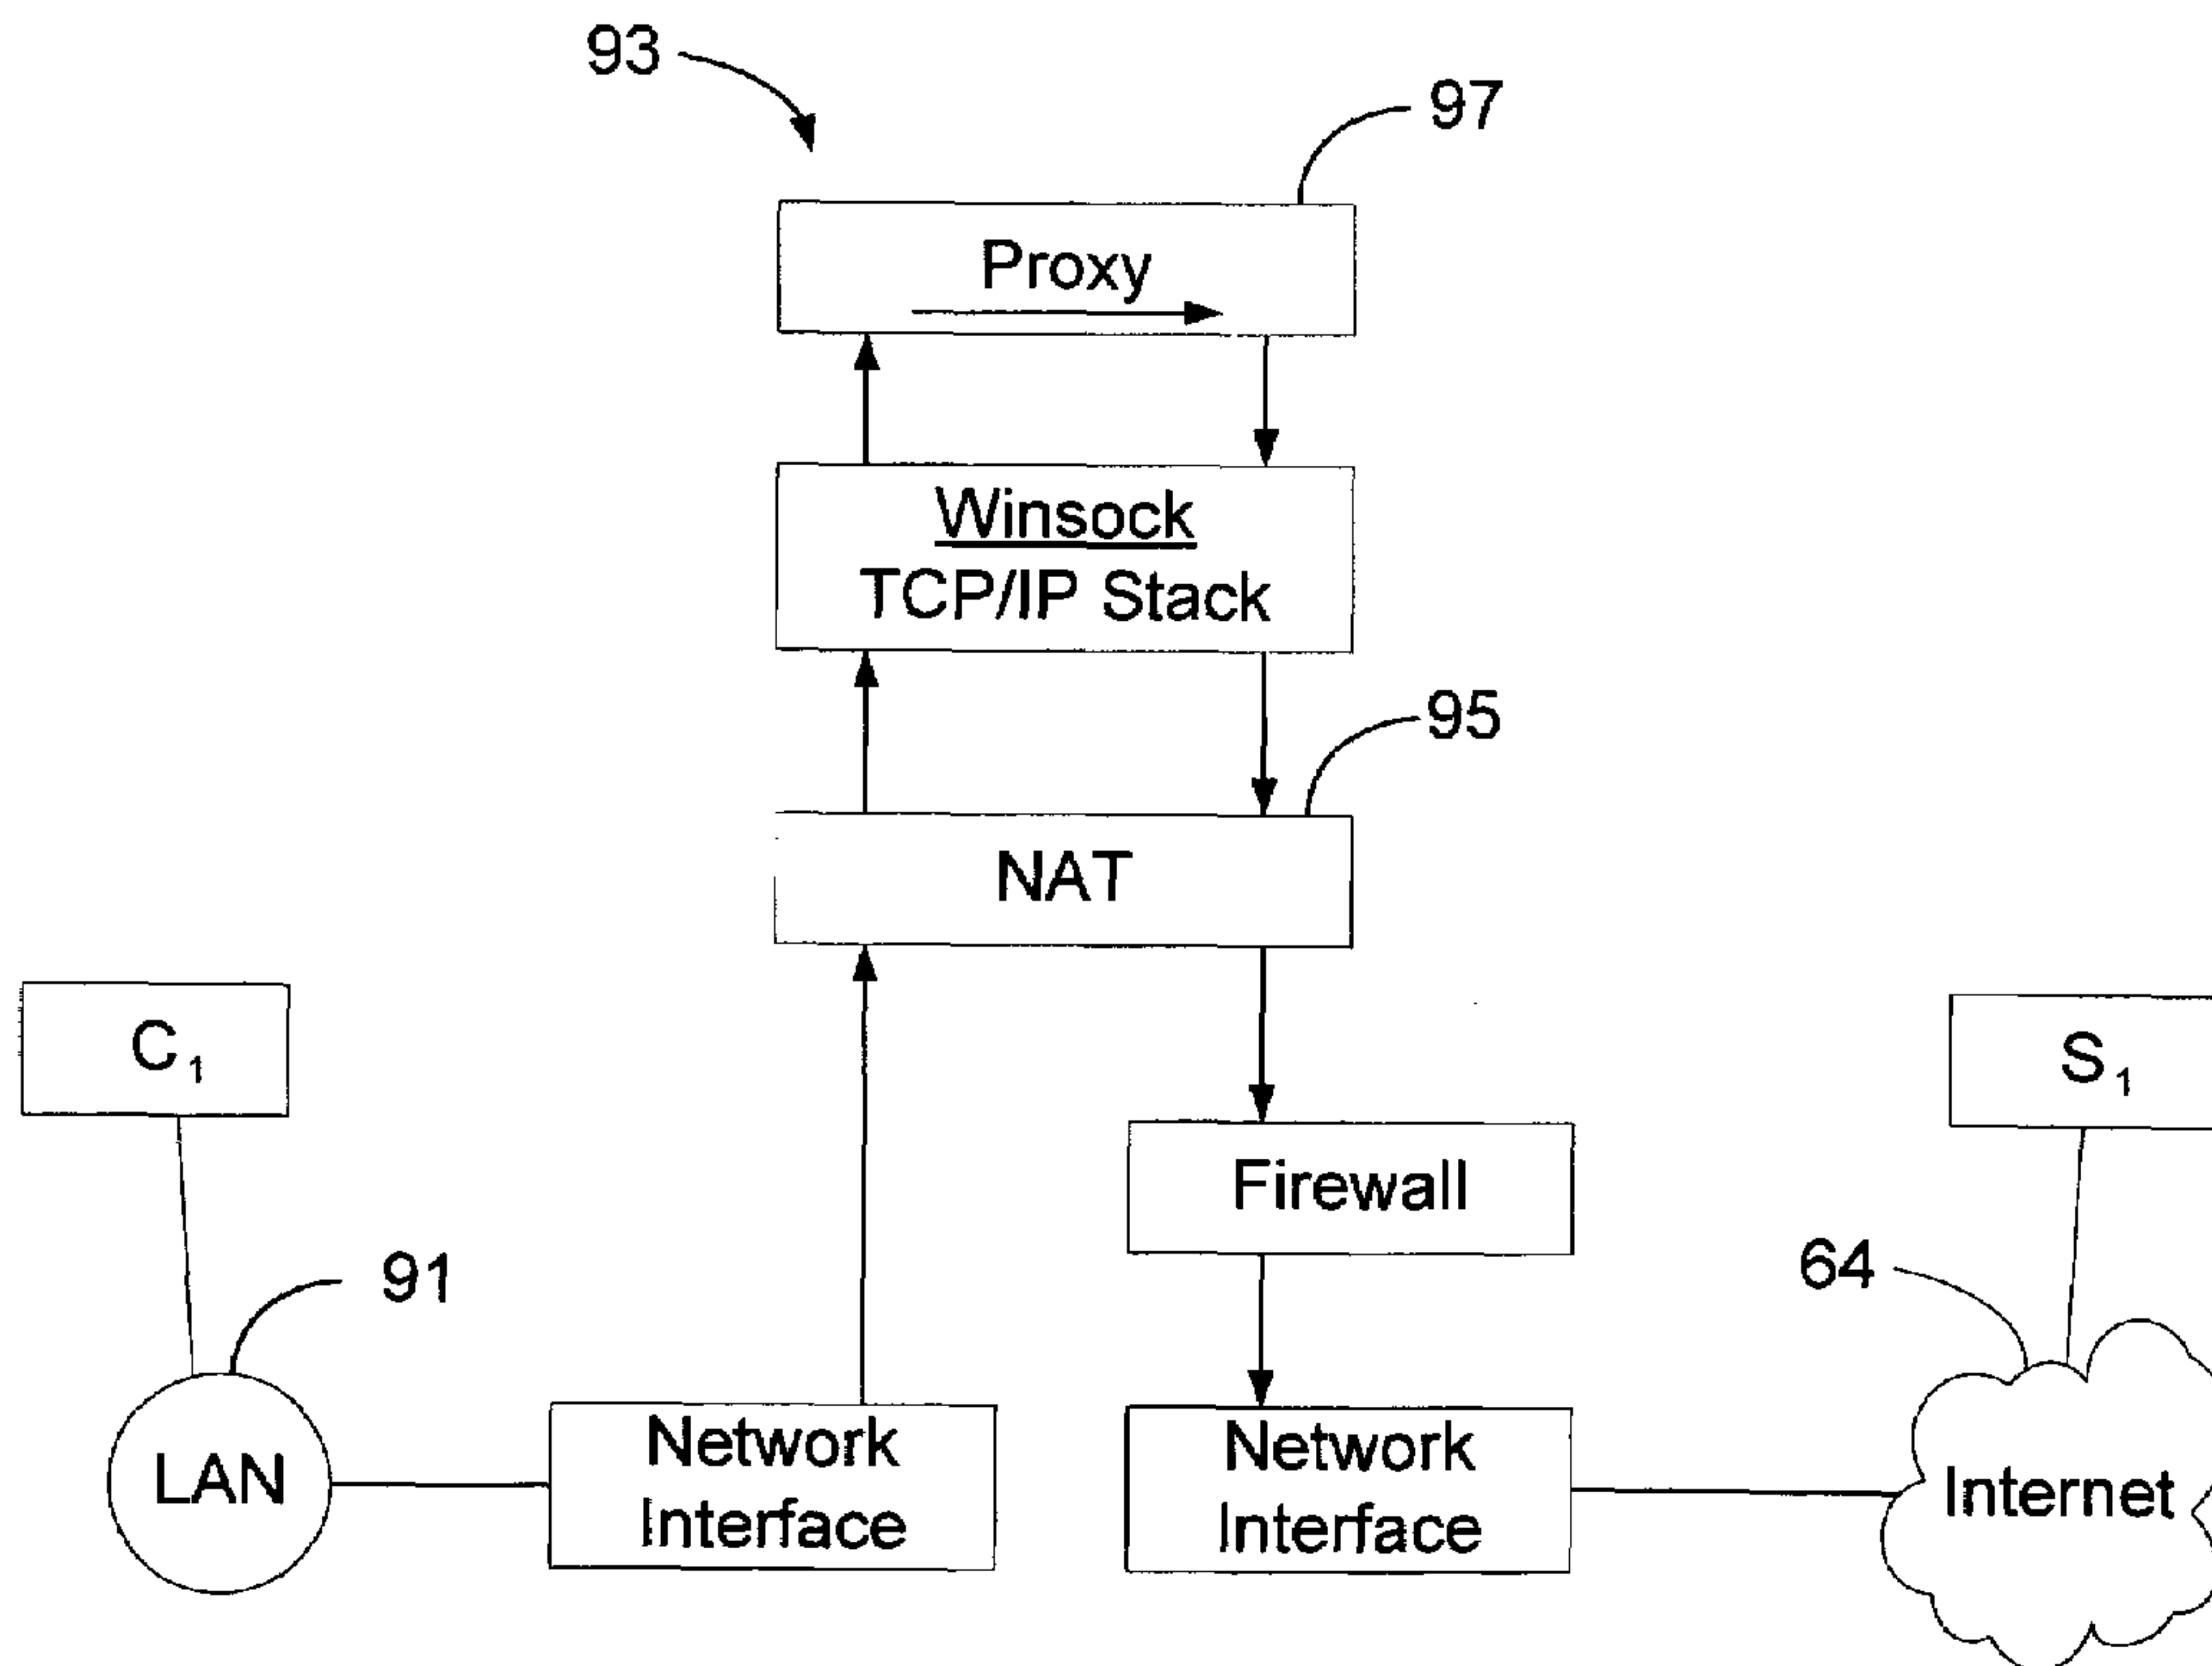 93
97
Proxy
Winsock
TCP/IP Stack
95
NAT
C1
S1
Firewall
91
64
LAN
Network
Interface
Network
Interface
Internet